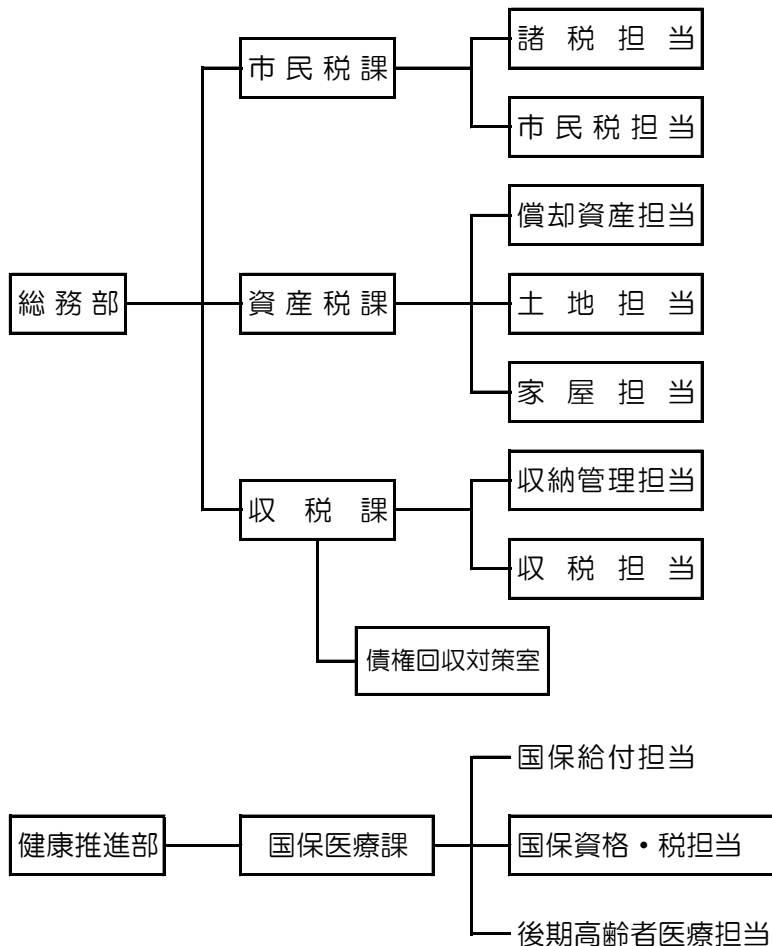 諸税担当
市民税課
市民税担当
償却資産担当
総務部
資産税課
土地担当
家屋担当
収納管理担当
収税課
収税担当
債権回収対策室
国保給付担当
健康推進部
国保医療課
国保資格・税担当
後期高齢者医療担当